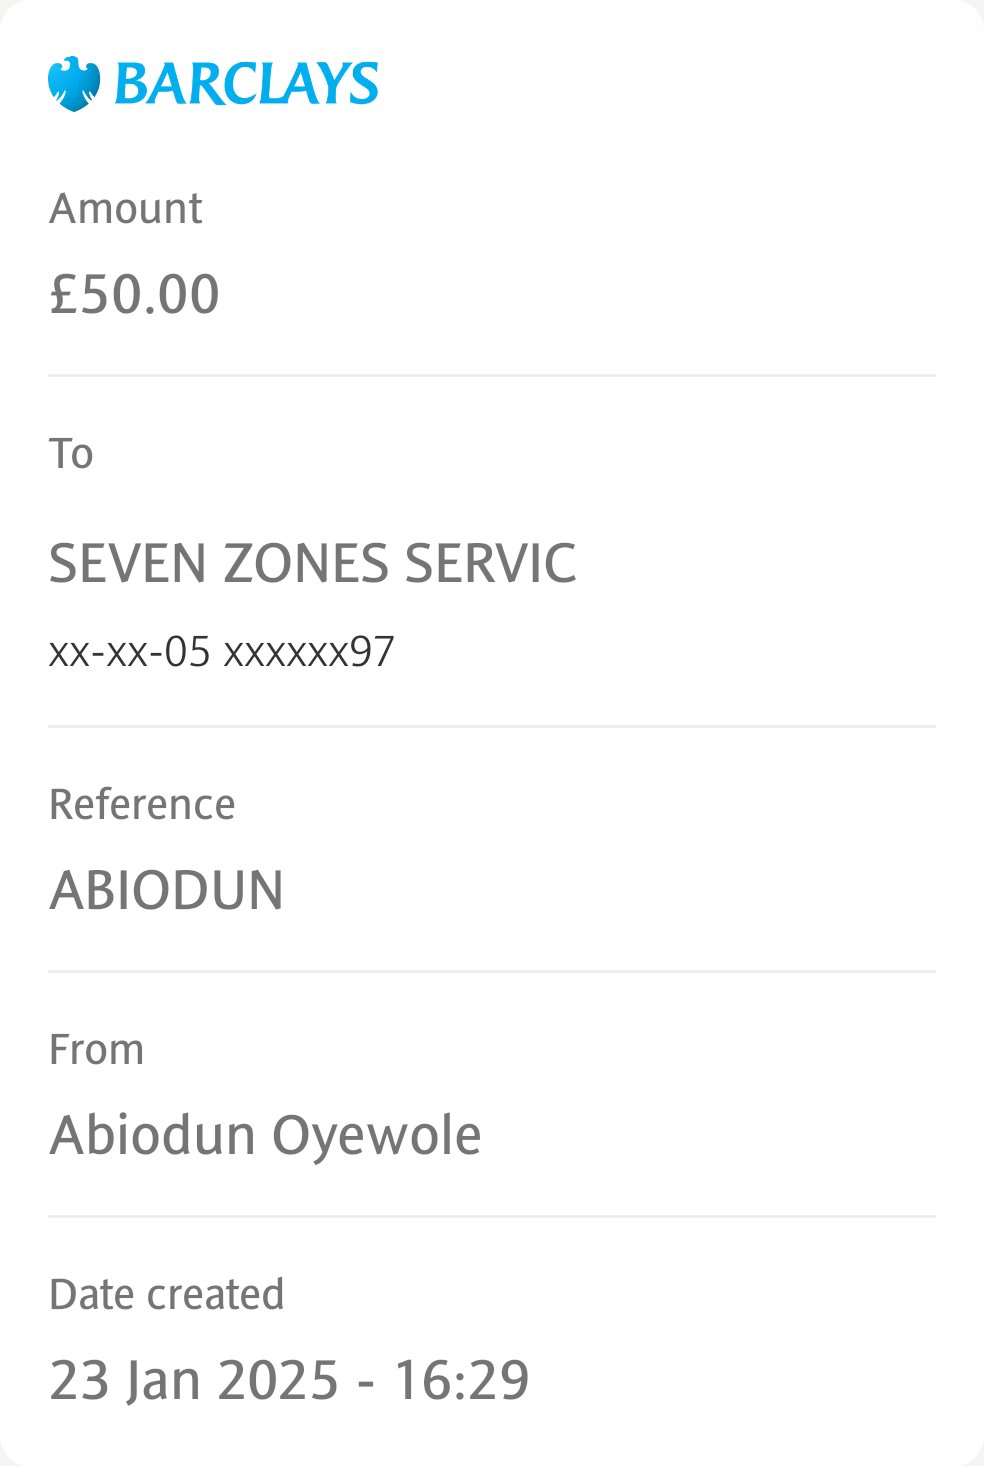 BARCLAYS
Amount
£50.00
To
SEVEN ZONES SERVIC
xx-xx-05 xxxxxx97
Reference
ABIODUN
From
Abiodun Oyewole
Date created
23 Jan 2025 - 16:29